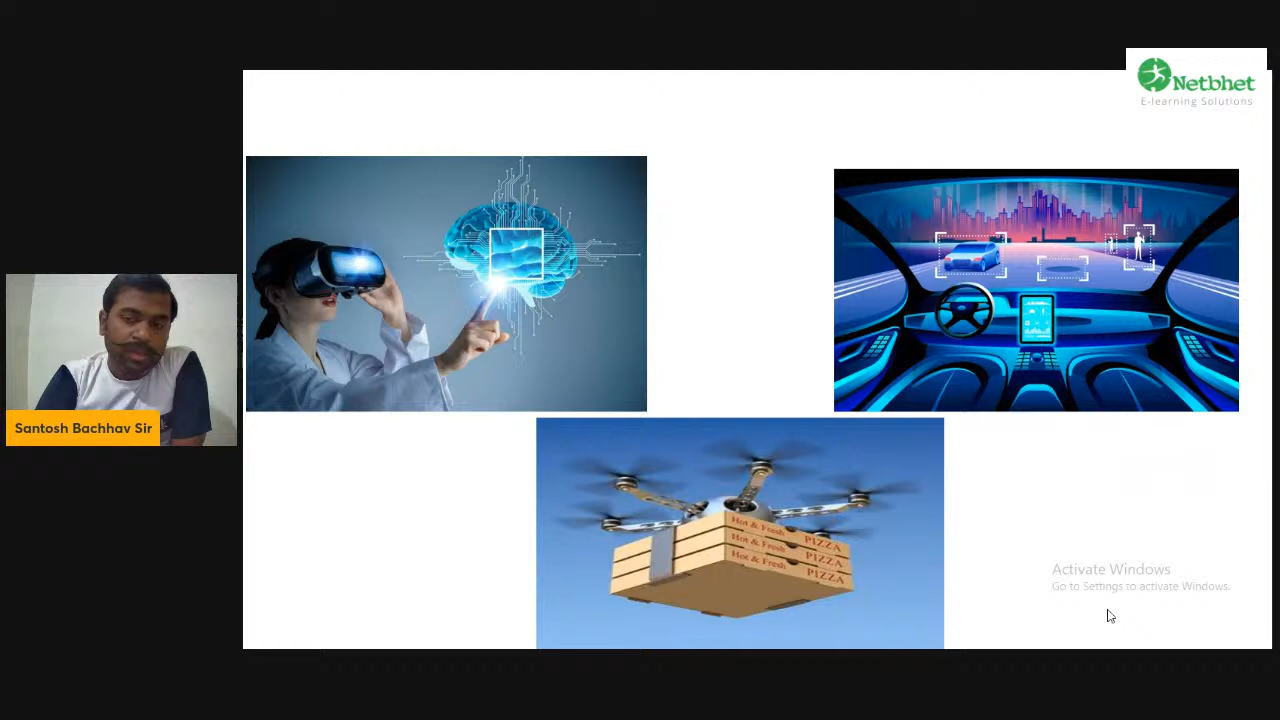 Netbhet
E-learning Solutions
Santosh Bachhav Sir
Hot & Fresh PIZZA
Hot & Fresh PIZZA
Hot & Fresh PIZZA
Activate Windows
Go to Settings to activate Windows.